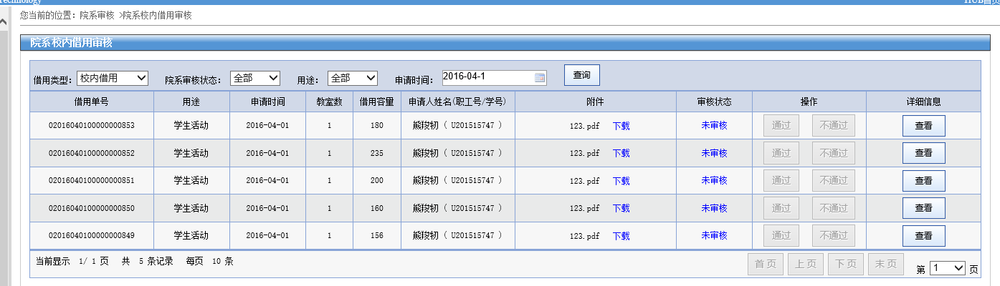 Technology HUB首页
您当前的位置：院系审核 >院系校内借用审核
院系校内借用审核
借用类型： 校内借用 院系审核状态： 全部 用途： 全部 申请时间： 2016-04-1 查询
借用单号 用途 申请时间 教室数 借用容量 申请人姓名(职工号/学号) 附件 审核状态 操作 详细信息
02016040100000000853 学生活动 2016-04-01 1 180 熊羧轫 ( U201515747 ) 123.pdf 下载 未审核 通过 不通过 查看
02016040100000000852 学生活动 2016-04-01 1 235 熊羧轫 ( U201515747 ) 123.pdf 下载 未审核 通过 不通过 查看
02016040100000000851 学生活动 2016-04-01 1 200 熊羧轫 ( U201515747 ) 123.pdf 下载 未审核 通过 不通过 查看
02016040100000000850 学生活动 2016-04-01 1 160 熊羧轫 ( U201515747 ) 123.pdf 下载 未审核 通过 不通过 查看
02016040100000000849 学生活动 2016-04-01 1 156 熊羧轫 ( U201515747 ) 123.pdf 下载 未审核 通过 不通过 查看
当前显示 1/ 1 页 共 5 条记录 每页 10 条 首页 上页 下页 末页 第 1 页